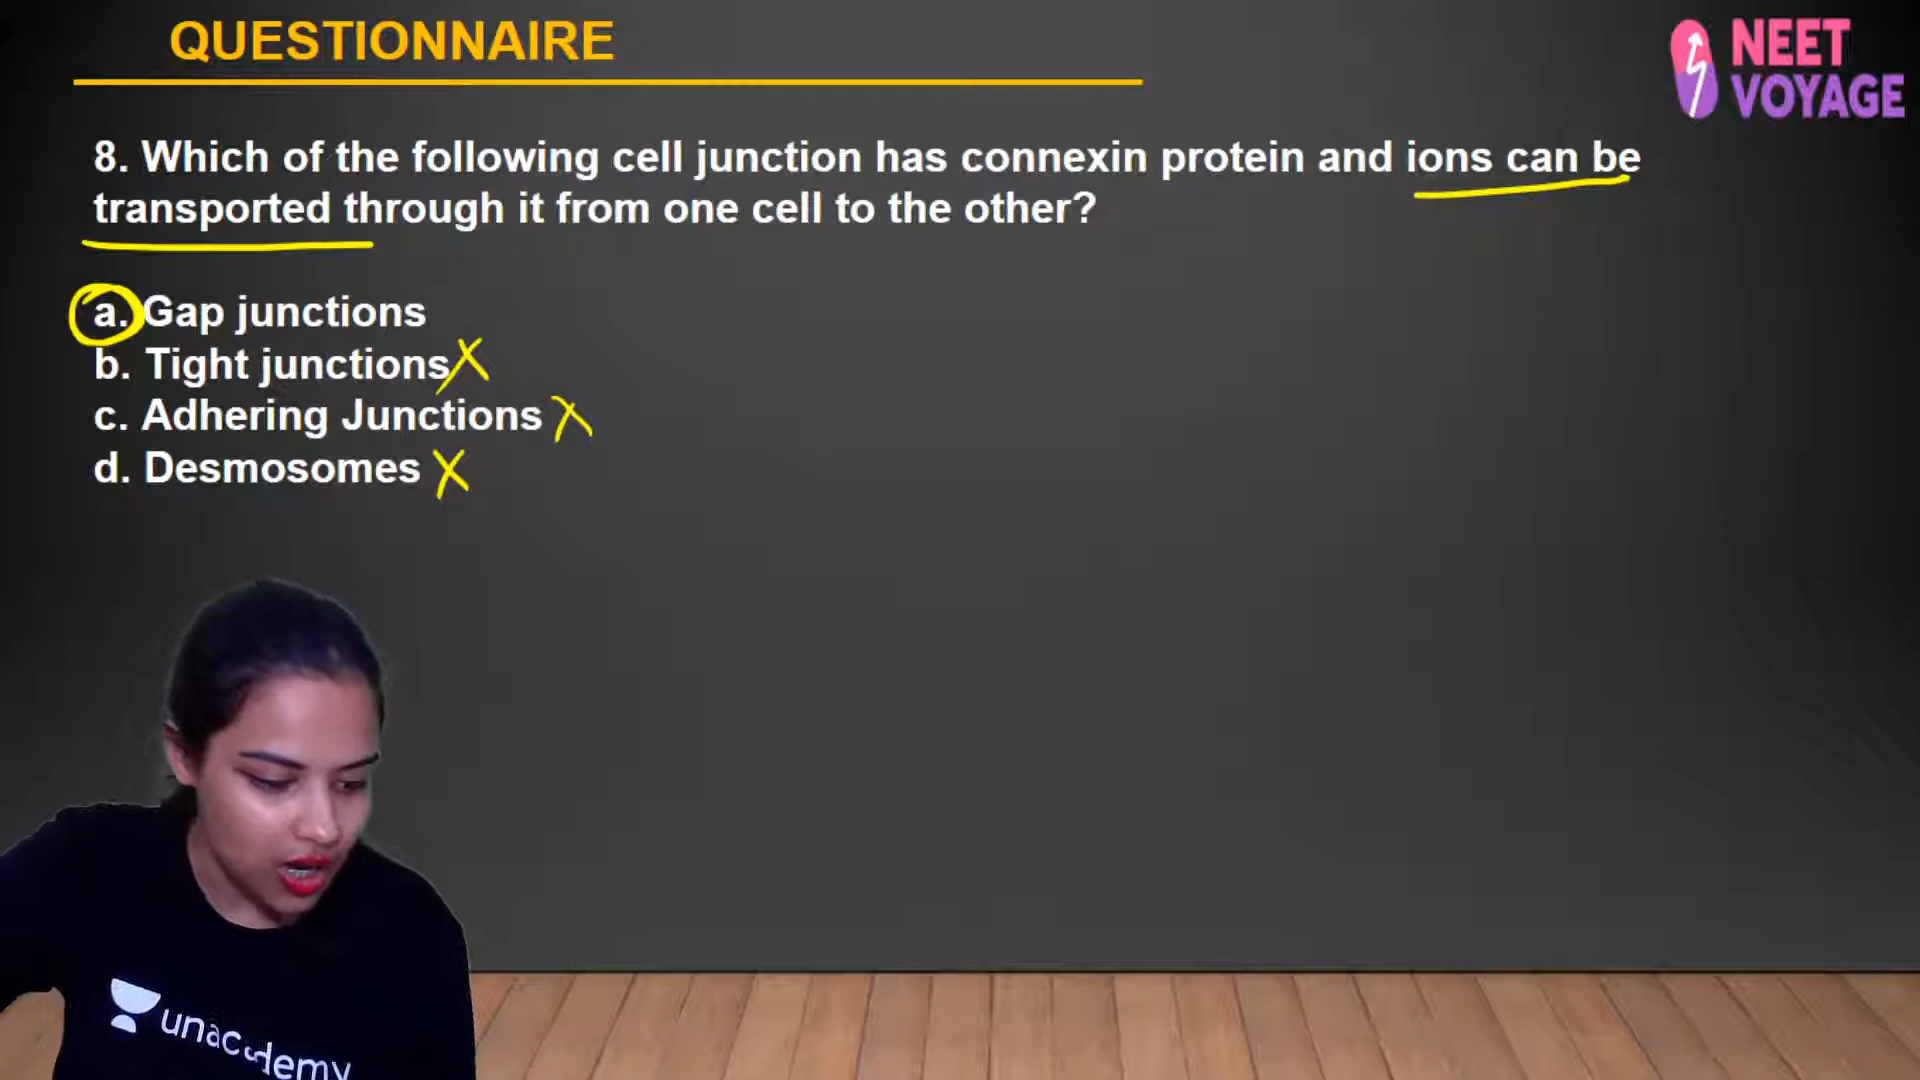 QUESTIONNAIRE
NEET
VOYAGE
8. Which of the following cell junction has connexin protein and ions can be
transported through it from one cell to the other?
a. Gap junctions
b. Tight junctions X
c. Adhering Junctions X
d. Desmosomes X
unacademy